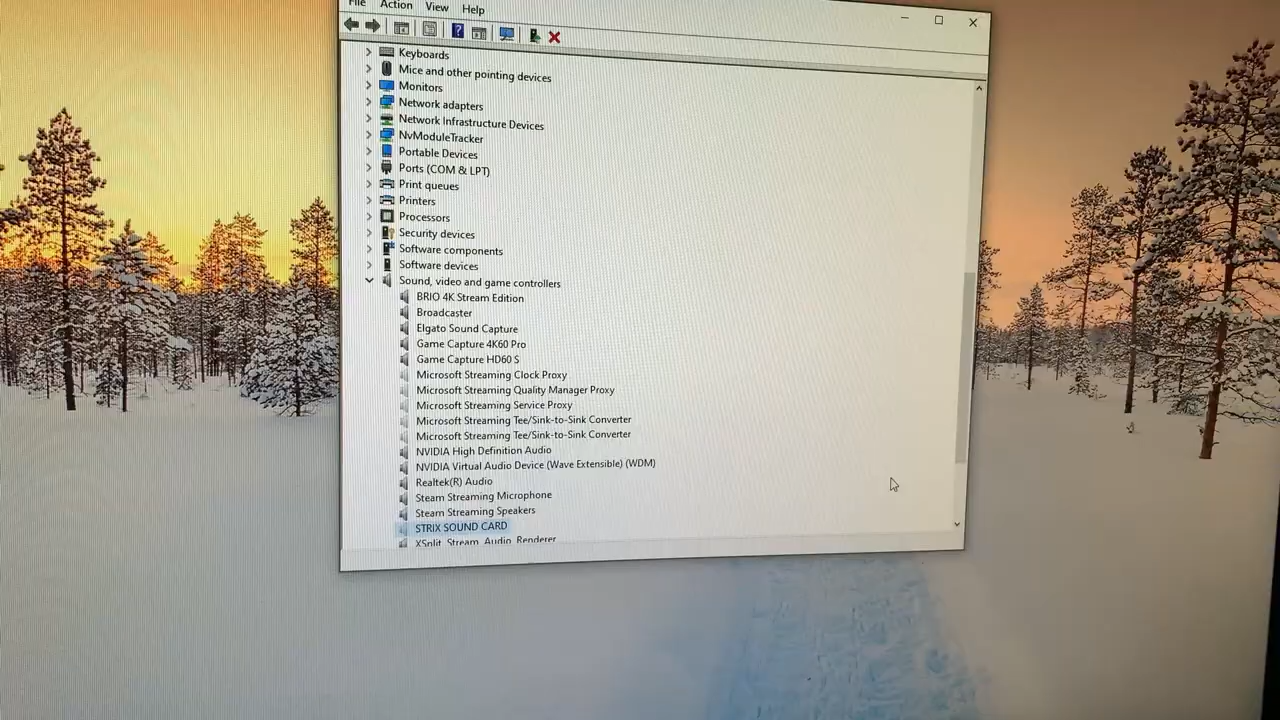 File Action View Help
Keyboards
Mice and other pointing devices
Monitors
Network adapters
Network Infrastructure Devices
NvModuleTracker
Portable Devices
Ports (COM & LPT)
Print queues
Printers
Processors
Security devices
Software components
Software devices
Sound, video and game controllers
BRIO 4K Stream Edition
Broadcaster
Elgato Sound Capture
Game Capture 4K60 Pro
Game Capture HD60 S
Microsoft Streaming Clock Proxy
Microsoft Streaming Quality Manager Proxy
Microsoft Streaming Service Proxy
Microsoft Streaming Tee/Sink-to-Sink Converter
Microsoft Streaming Tee/Sink-to-Sink Converter
NVIDIA High Definition Audio
NVIDIA Virtual Audio Device (Wave Extensible) (WDM)
Realtek(R) Audio
Steam Streaming Microphone
Steam Streaming Speakers
STRIX SOUND CARD
XSplit Stream Audio Renderer